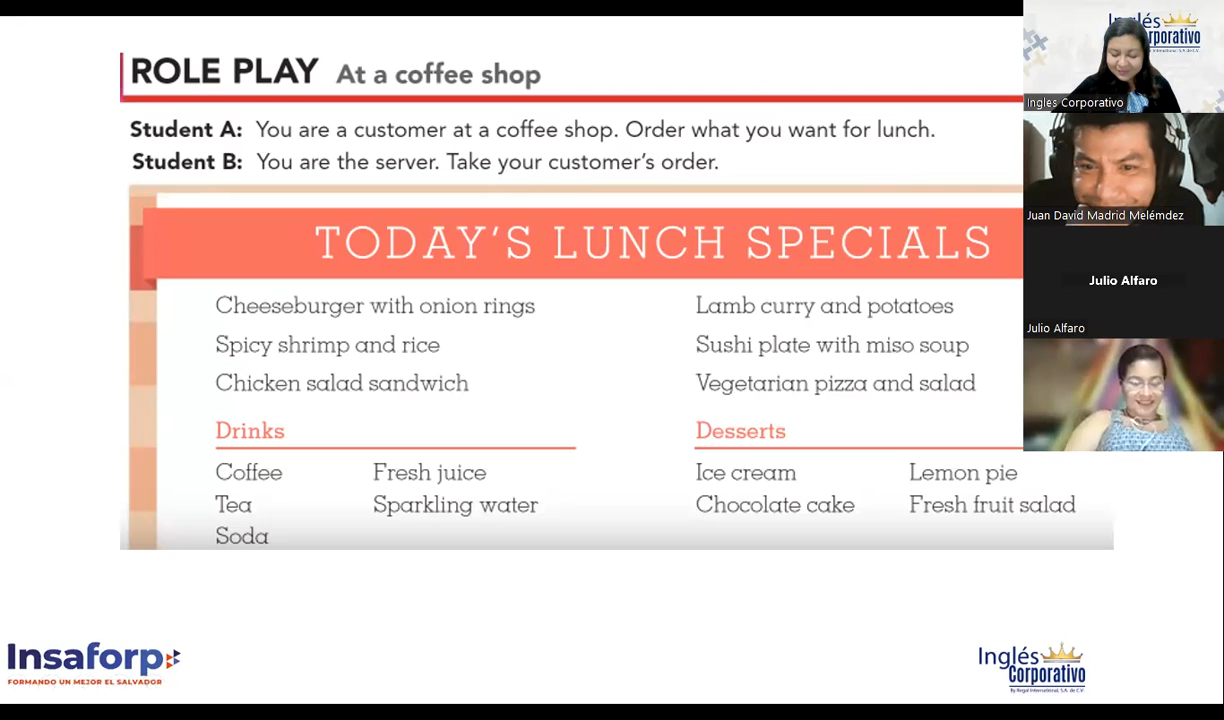 ROLE PLAY At a coffee shop
Student A: You are a customer at a coffee shop. Order what you want for lunch.
Student B: You are the server. Take your customer's order.
TODAY'S LUNCH SPECIALS
Cheeseburger with onion rings
Spicy shrimp and rice
Chicken salad sandwich
Lamb curry and potatoes
Sushi plate with miso soup
Vegetarian pizza and salad
Drinks
Coffee Fresh juice
Tea Sparkling water
Soda
Desserts
Ice cream Lemon pie
Chocolate cake Fresh fruit salad
Insaforp
FORMANDO UN MEJOR EL SALVADOR
Inglés
Corporativo
By Regal International, S.A. de C.V.
Inglés
Corporativo
Ingles Corporativo
Juan David Madrid Melémdez
Julio Alfaro
Julio Alfaro